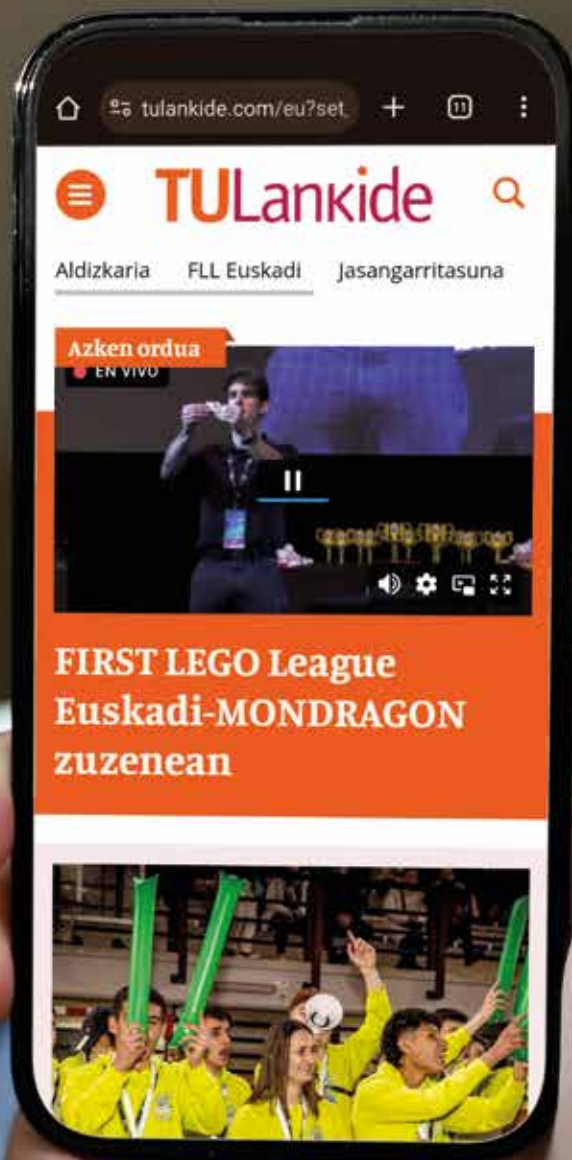 tulankide.com/eu?set_
11
TULankide
Aldizkaria FLL Euskadi Jasangarritasuna
Azken ordua
EN VIVO
FIRST LEGO League
Euskadi-MONDRAGON
zuzenean